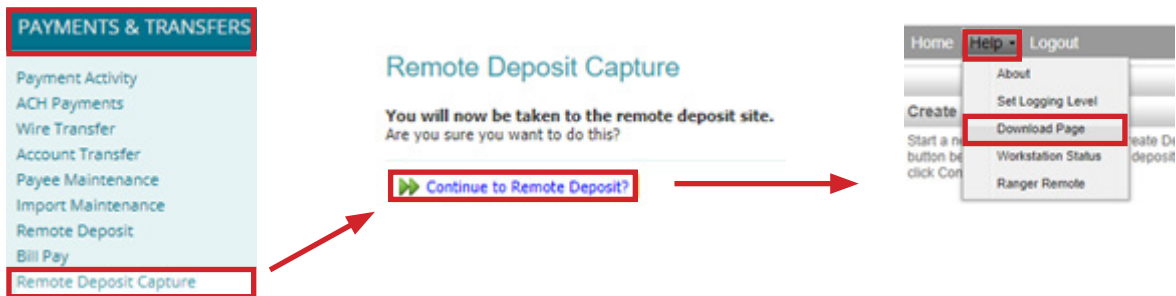 PAYMENTS & TRANSFERS
Payment Activity
ACH Payments
Wire Transfer
Account Transfer
Payee Maintenance
Import Maintenance
Remote Deposit
Bill Pay
Remote Deposit Capture
Remote Deposit Capture
You will now be taken to the remote deposit site.
Are you sure you want to do this?
Continue to Remote Deposit?
Home Help Logout
About
Set Logging Level
Download Page
Workstation Status
Ranger Remote
Create
Start a
button
click
deposit